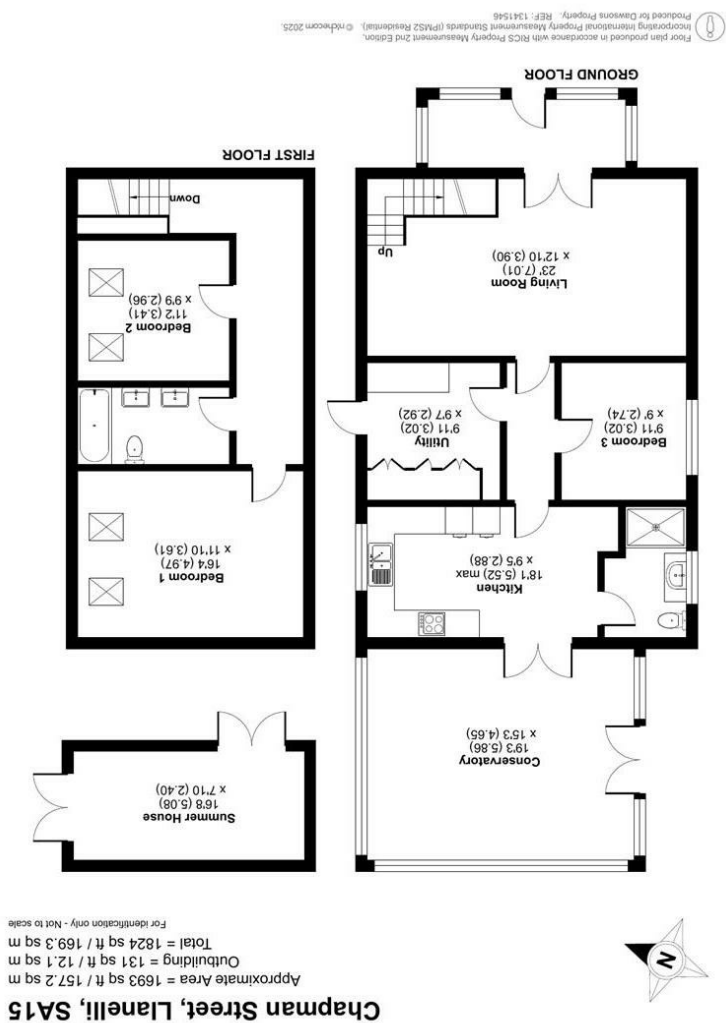 Chapman Street, Llanelli, SA15
Approximate Area = 1693 sq ft / 157.2 sq m
Outbuilding = 131 sq ft / 12.1 sq m
Total = 1824 sq ft / 169.3 sq m
For identification only - Not to scale
N
Conservatory
19'3 (5.86)
x 15'3 (4.65)
Summer House
16'8 (5.08)
x 7'10 (2.40)
Kitchen
18'1 (5.52) max
x 9'5 (2.88)
Bedroom 1
16'4 (4.97)
x 11'10 (3.61)
Bedroom 3
9'11 (3.02)
x 9' (2.74)
Utility
9'11 (3.02)
x 9'7 (2.92)
Bedroom 2
11'2 (3.41)
x 9'9 (2.96)
Living Room
23' (7.01)
x 12'10 (3.90)
Up
Down
FIRST FLOOR
GROUND FLOOR
Floor plan produced in accordance with RICS Property Measurement 2nd Edition.
Incorporating International Property Measurement Standards (IPMS2 Residential). © nichecom 2025.
Produced for Dawsons Property. REF: 1341546